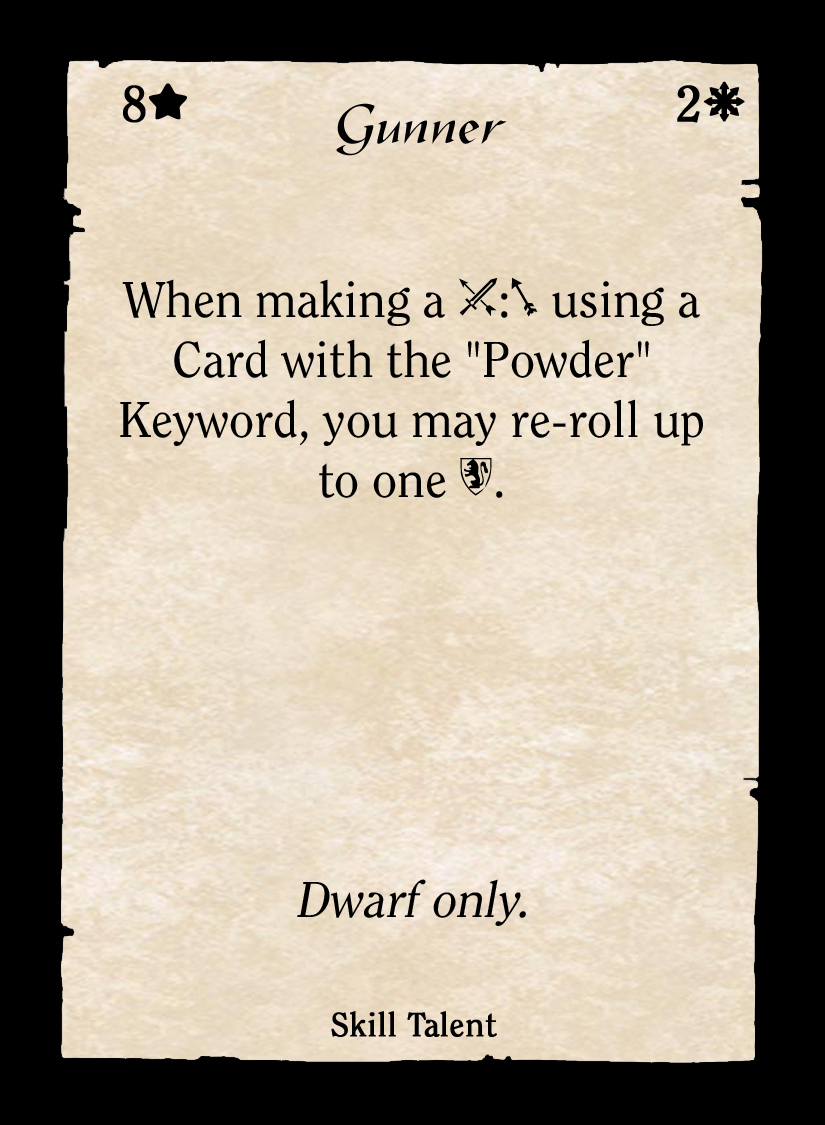 8★
Gunner
2
When making a ⚔: using a
Card with the "Powder"
Keyword, you may re-roll up
to one .
Dwarf only.
Skill Talent